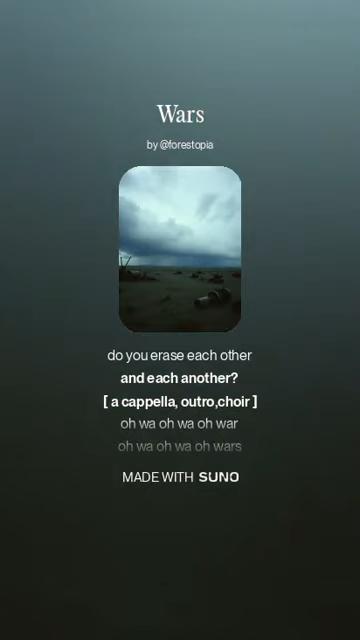 Wars
by @forestopia
do you erase each other
and each another?
[ a cappella, outro,choir ]
oh wa oh wa oh war
oh wa oh wa oh wars
MADE WITH SUNO